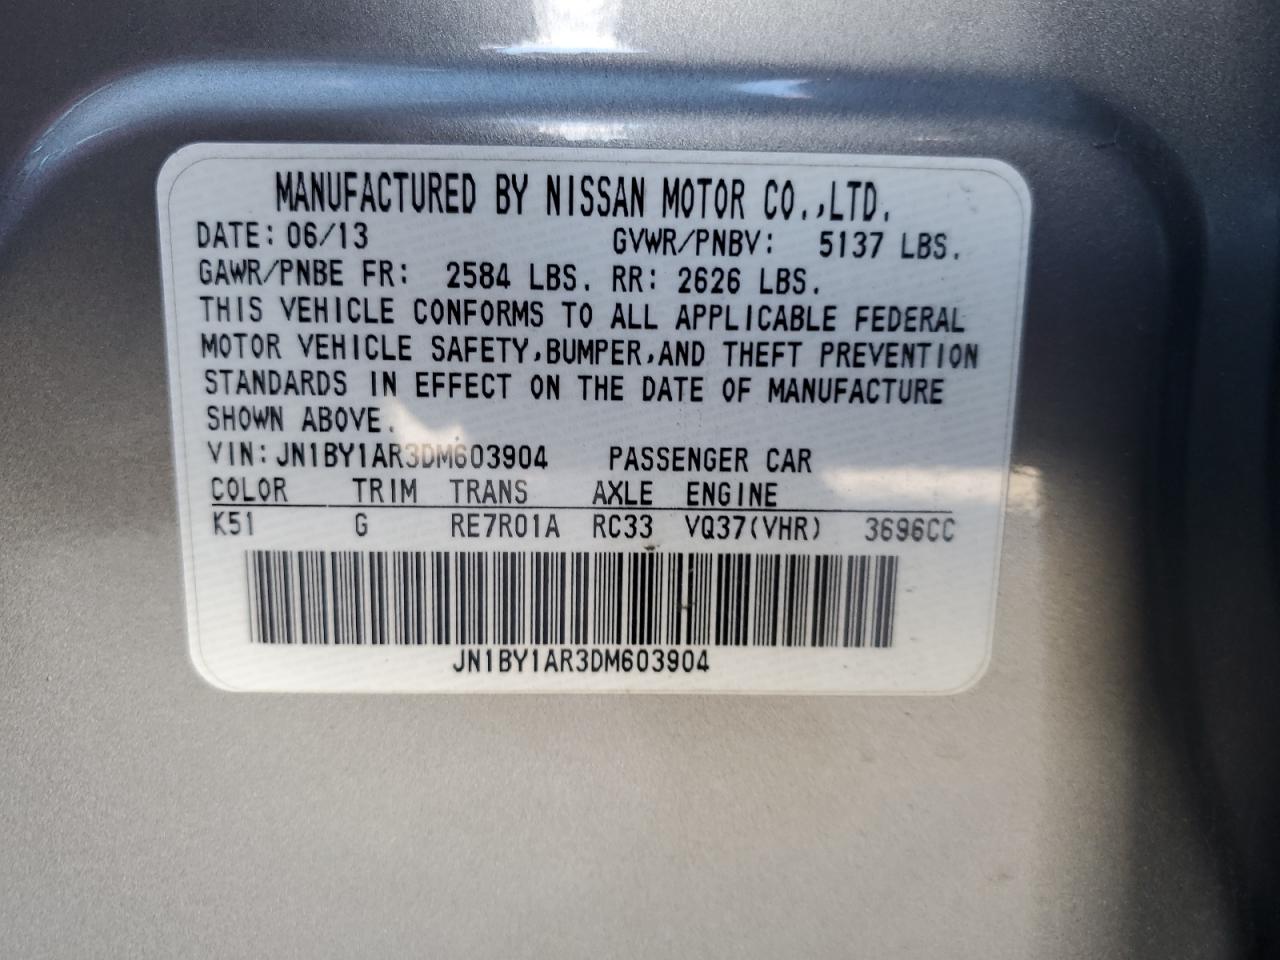 MANUFACTURED BY NISSAN MOTOR CO.,LTD.
DATE: 06/13 GVWR/PNBV: 5137 LBS.
GAWR/PNBE FR: 2584 LBS. RR: 2626 LBS.
THIS VEHICLE CONFORMS TO ALL APPLICABLE FEDERAL
MOTOR VEHICLE SAFETY,BUMPER,AND THEFT PREVENTION
STANDARDS IN EFFECT ON THE DATE OF MANUFACTURE
SHOWN ABOVE.
VIN:JN1BY1AR3DM603904 PASSENGER CAR
COLOR TRIM TRANS AXLE ENGINE
K51 G RE7R01A RC33 VQ37(VHR) 3696CC
JN1BY1AR3DM603904